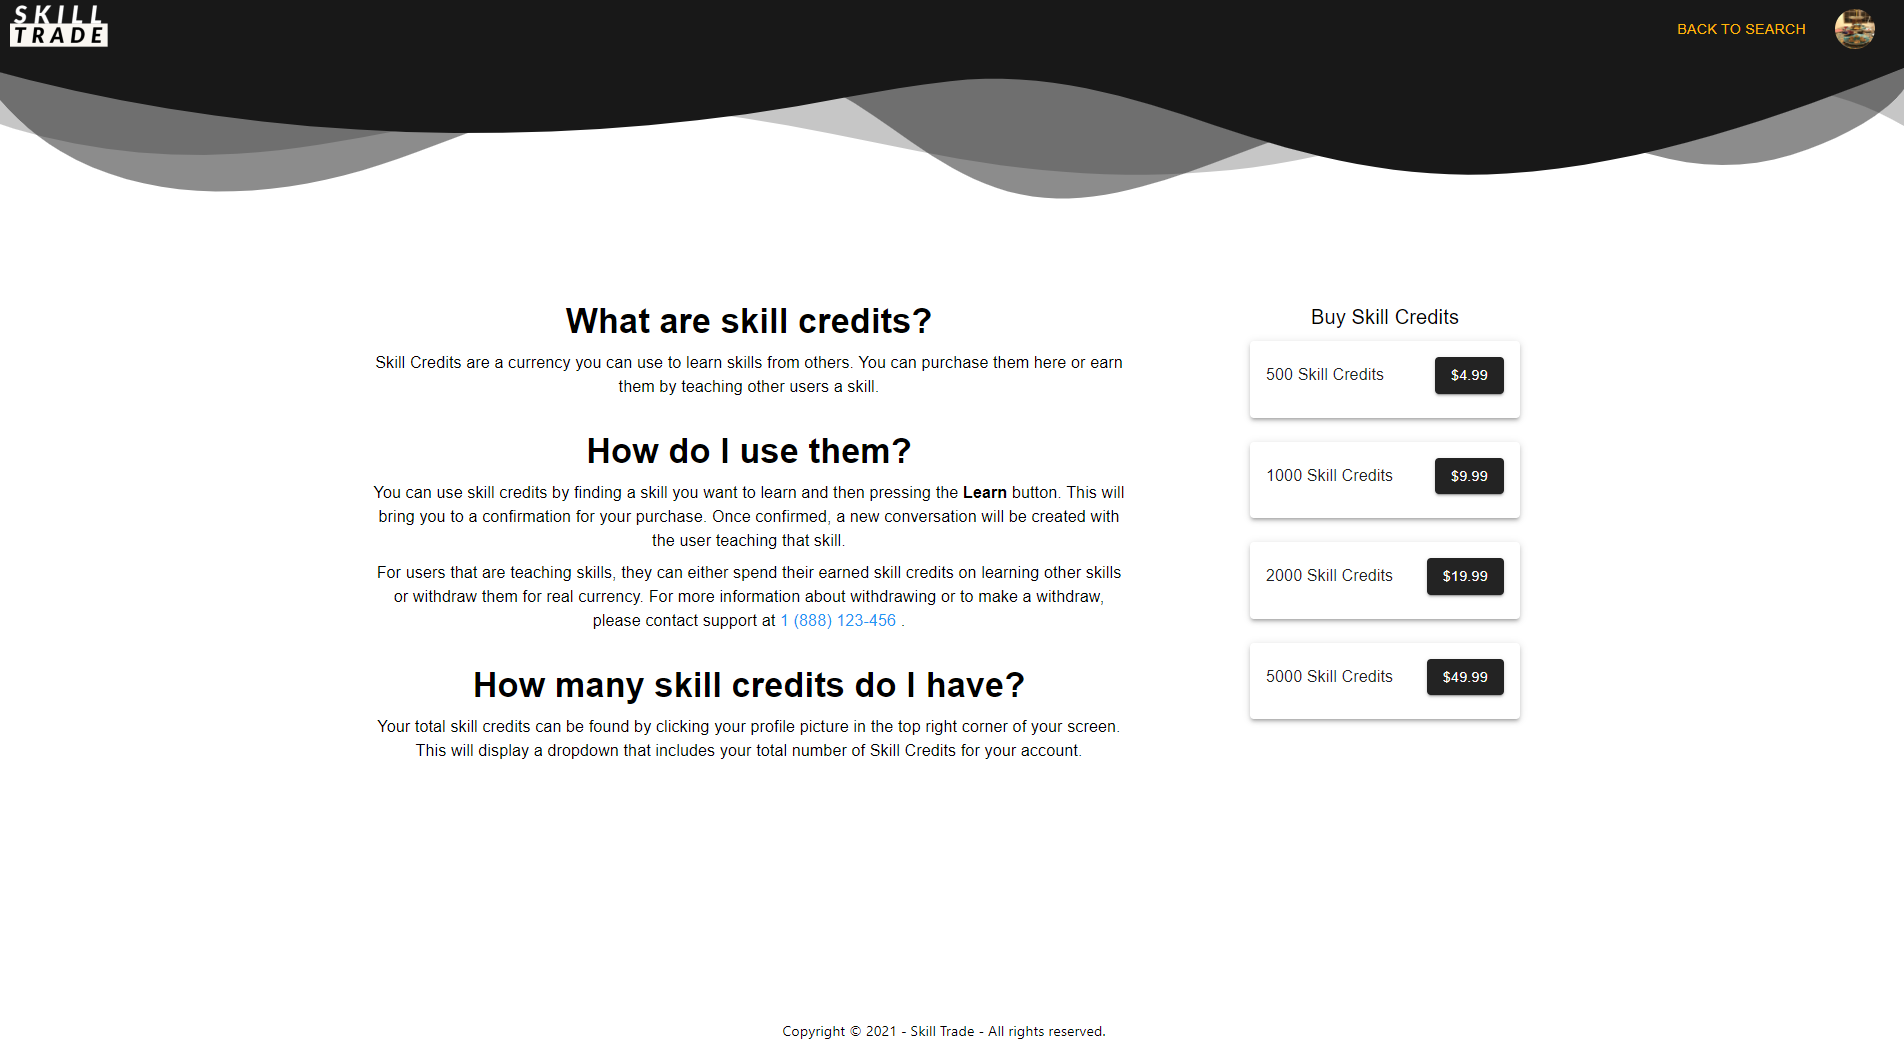 SKILL
TRADE
BACK TO SEARCH
What are skill credits?
Skill Credits are a currency you can use to learn skills from others. You can purchase them here or earn
them by teaching other users a skill.
How do I use them?
You can use skill credits by finding a skill you want to learn and then pressing the Learn button. This will
bring you to a confirmation for your purchase. Once confirmed, a new conversation will be created with
the user teaching that skill.
For users that are teaching skills, they can either spend their earned skill credits on learning other skills
or withdraw them for real currency. For more information about withdrawing or to make a withdraw,
please contact support at 1 (888) 123-456 .
How many skill credits do I have?
Your total skill credits can be found by clicking your profile picture in the top right corner of your screen.
This will display a dropdown that includes your total number of Skill Credits for your account.
Buy Skill Credits
500 Skill Credits $4.99
1000 Skill Credits $9.99
2000 Skill Credits $19.99
5000 Skill Credits $49.99
Copyright © 2021 - Skill Trade - All rights reserved.